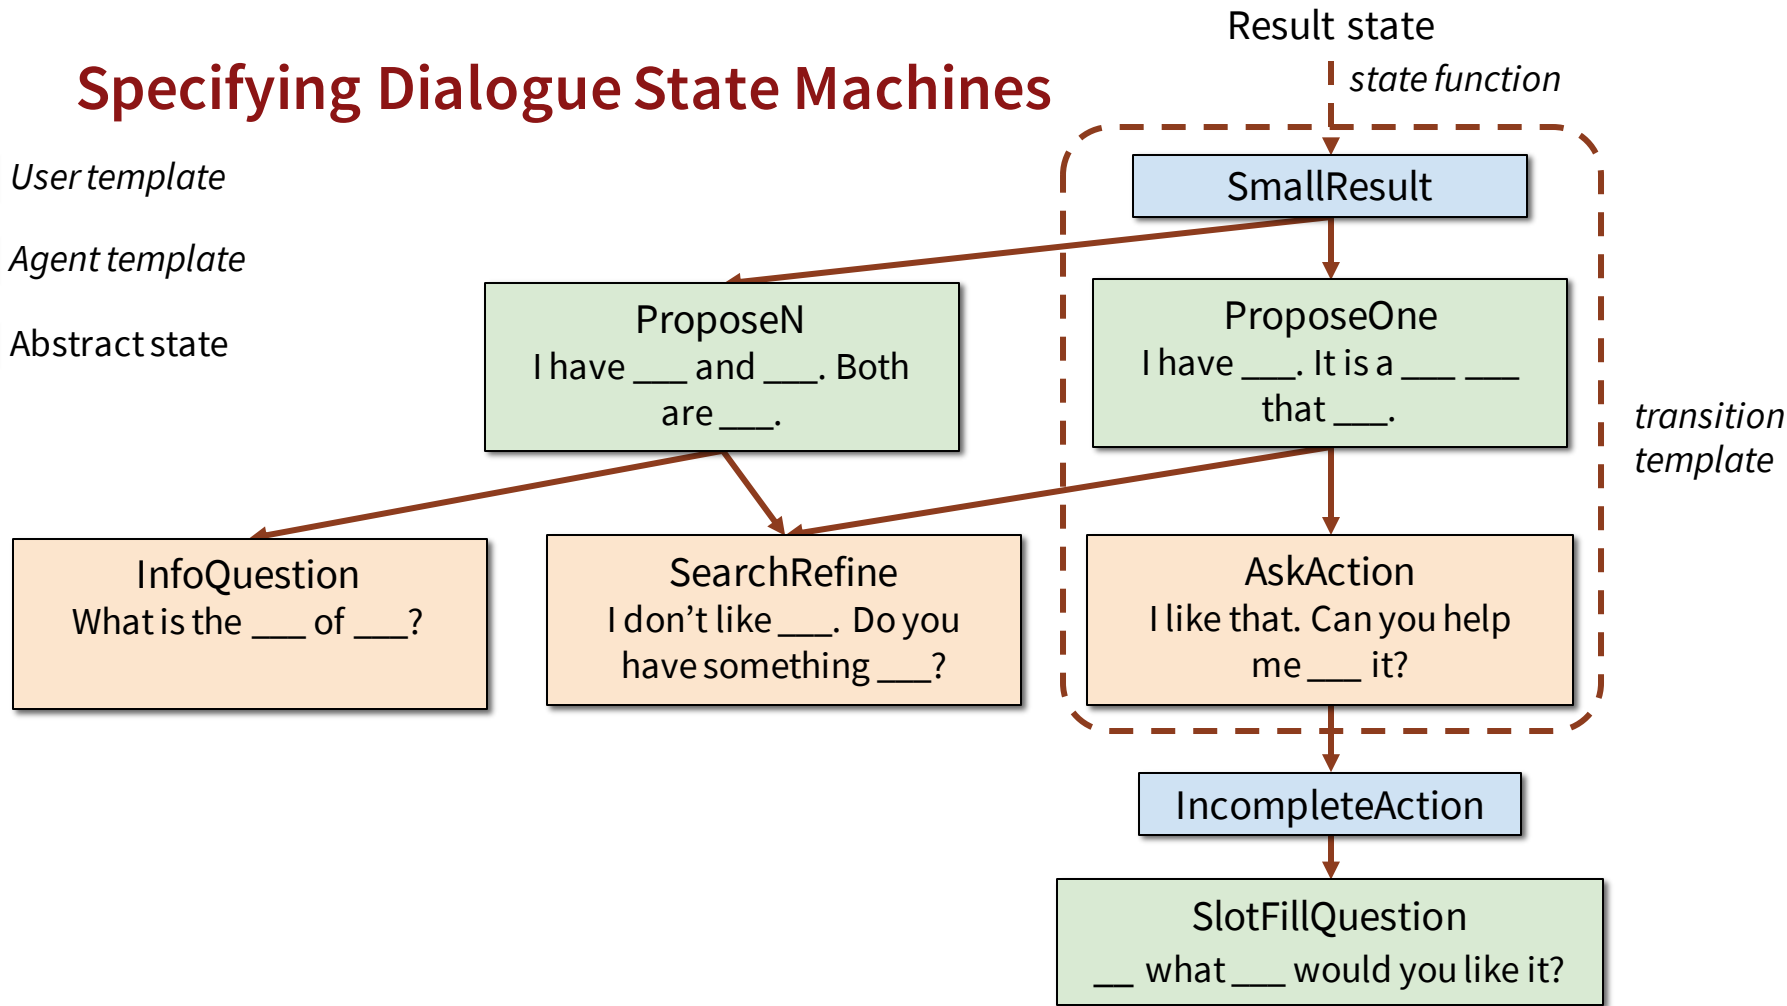 Result state
state function
Specifying Dialogue State Machines
User template
Agent template
Abstract state
SmallResult
ProposeN
I have ___ and ___. Both
are ___.
ProposeOne
I have ___. It is a ___ ___
that ___.
transition
template
InfoQuestion
What is the ___ of ___?
SearchRefine
I don’t like ___. Do you
have something ___?
AskAction
I like that. Can you help
me ___ it?
IncompleteAction
SlotFillQuestion
__ what ___ would you like it?